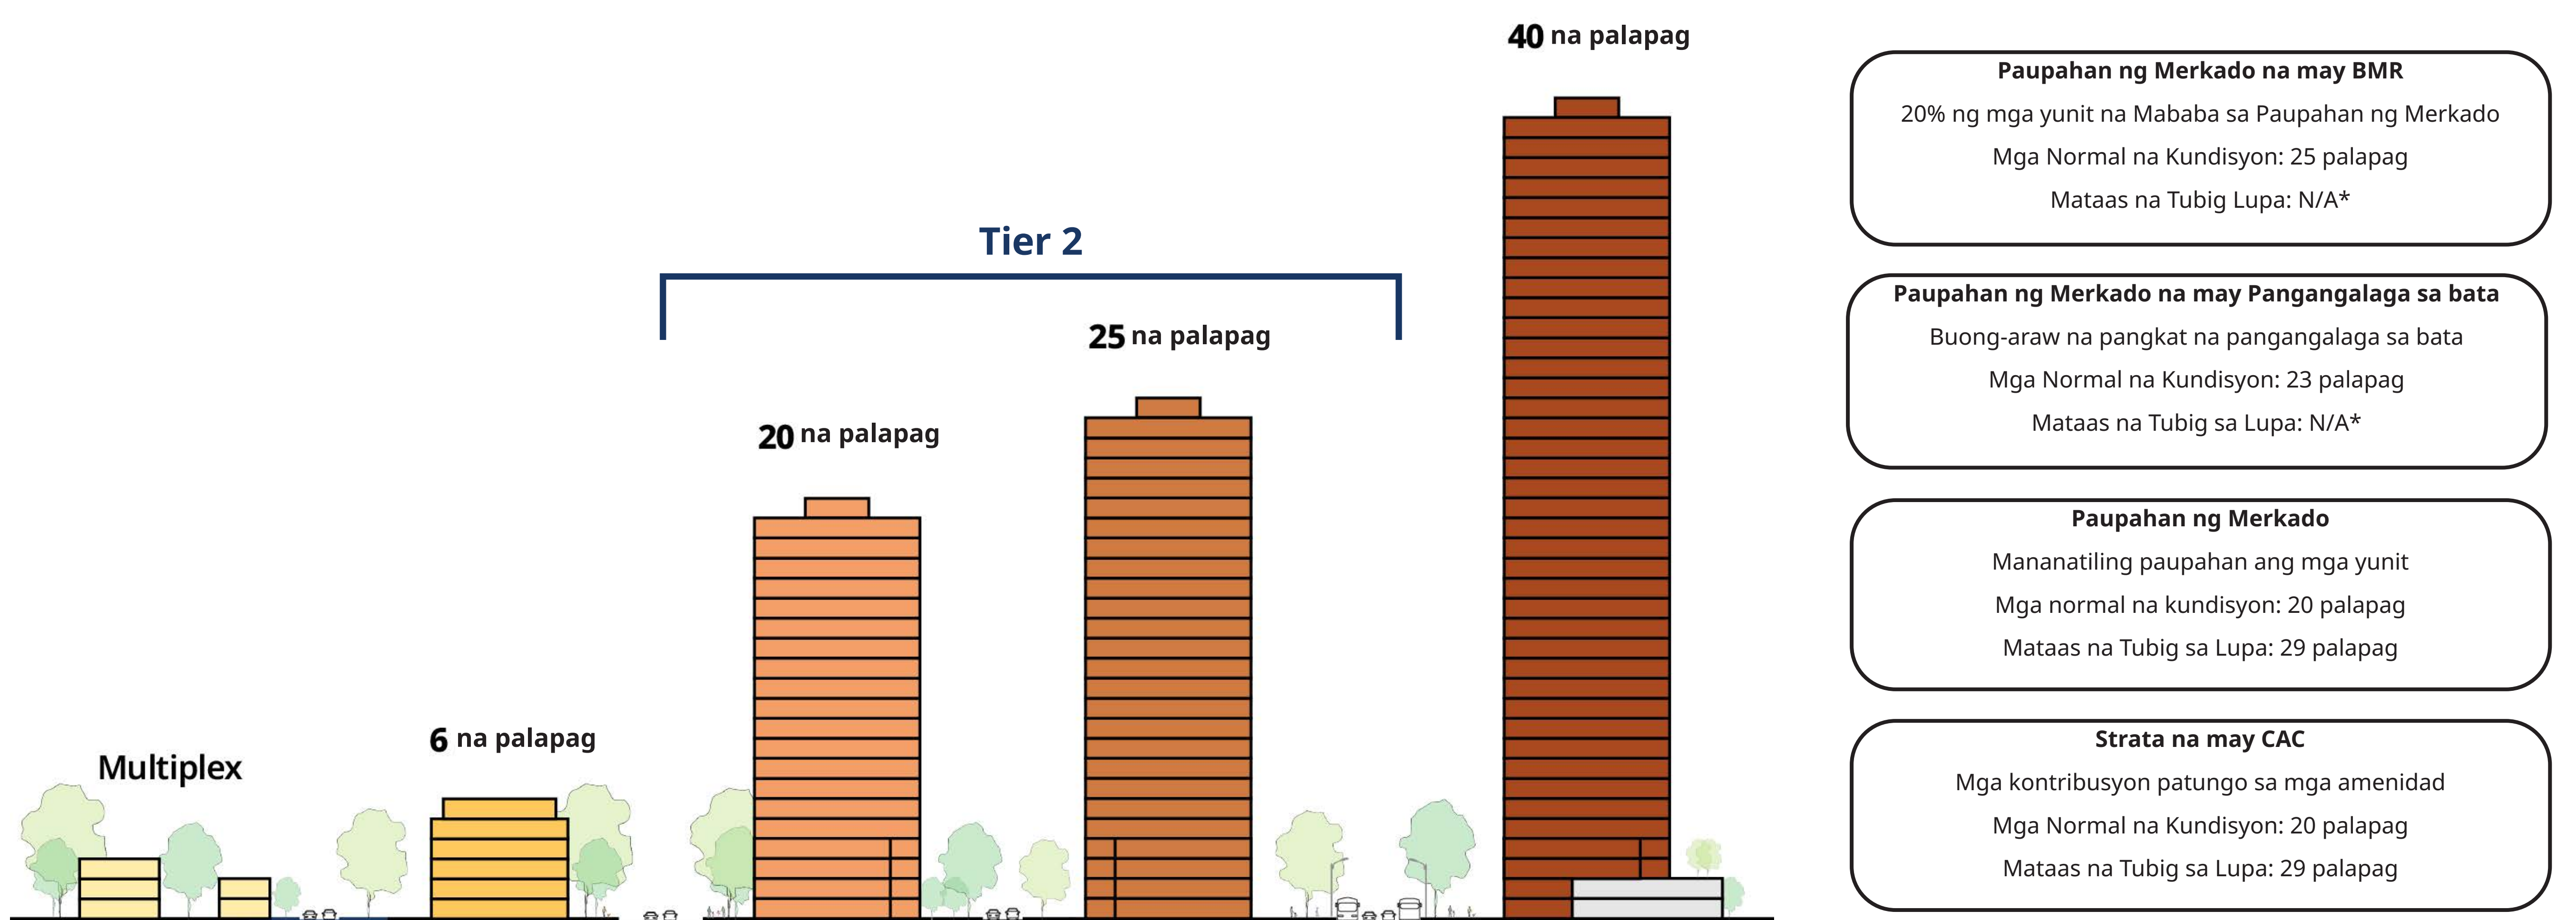 Multiplex
6 na palapag
20 na palapag
Tier 2
25 na palapag
40 na palapag
Paupahan ng Merkado na may BMR
20% ng mga yunit na Mababa sa Paupahan ng Merkado
Mga Normal na Kundisyon: 25 palapag
Mataas na Tubig Lupa: N/A*
Paupahan ng Merkado na may Pangangalaga sa bata
Buong-araw na pangkat na pangangalaga sa bata
Mga Normal na Kundisyon: 23 palapag
Mataas na Tubig sa Lupa: N/A*
Paupahan ng Merkado
Mananatiling paupahan ang mga yunit
Mga normal na kundisyon: 20 palapag
Mataas na Tubig sa Lupa: 29 palapag
Strata na may CAC
Mga kontribusyon patungo sa mga amenidad
Mga Normal na Kundisyon: 20 palapag
Mataas na Tubig sa Lupa: 29 palapag